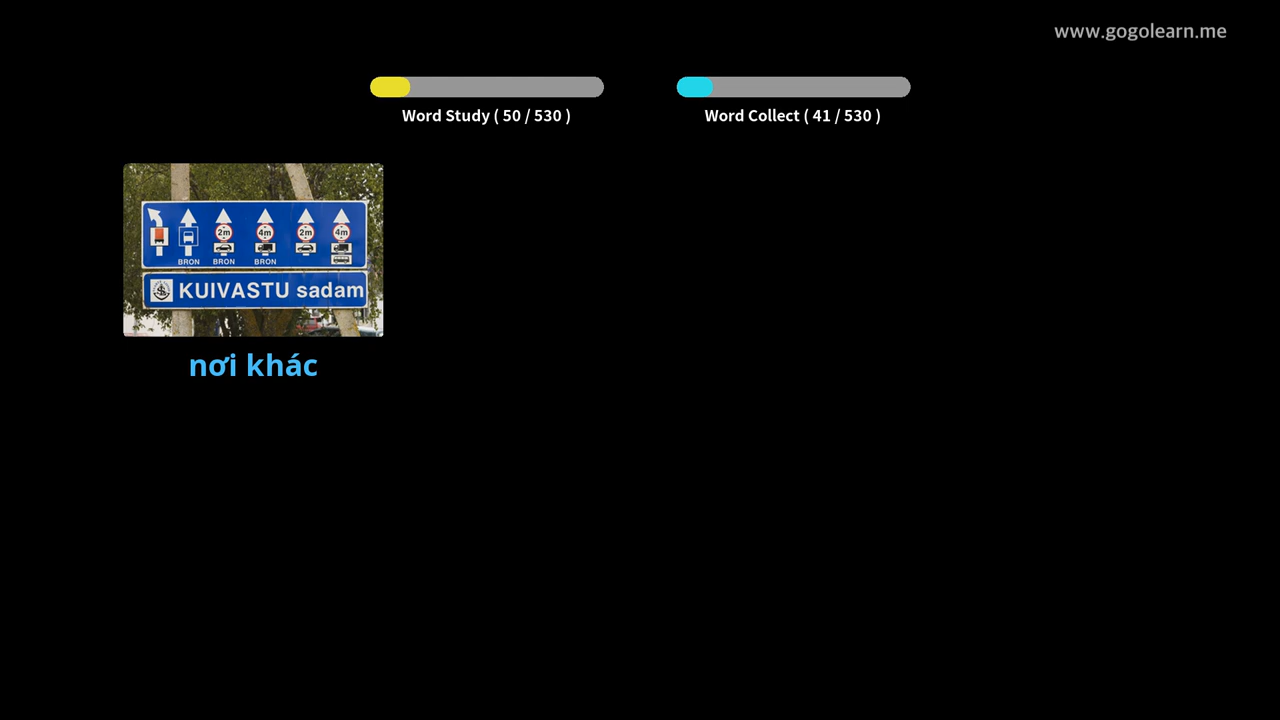 www.gogolearn.me
Word Study ( 50 / 530 )
Word Collect ( 41 / 530 )
2m 4m 2m 4m
BRON BRON BRON
KUIVASTU sadam
nơi khác